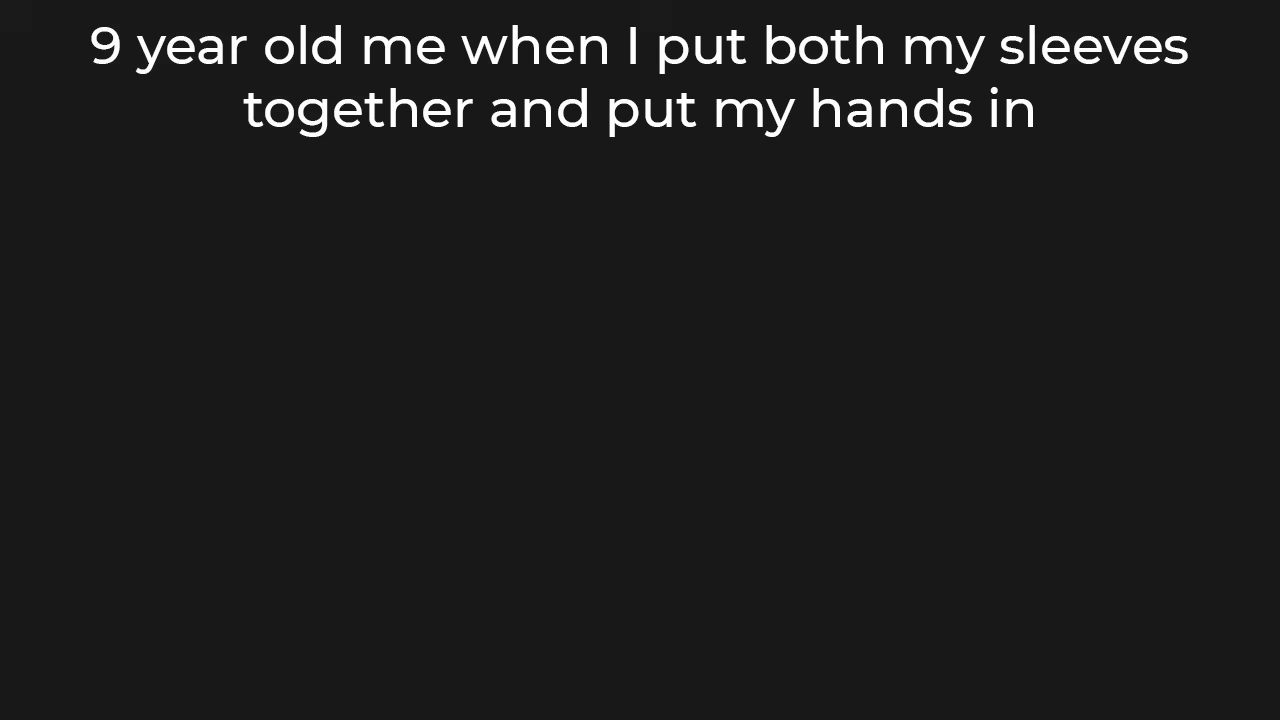 9 year old me when I put both my sleeves
together and put my hands in